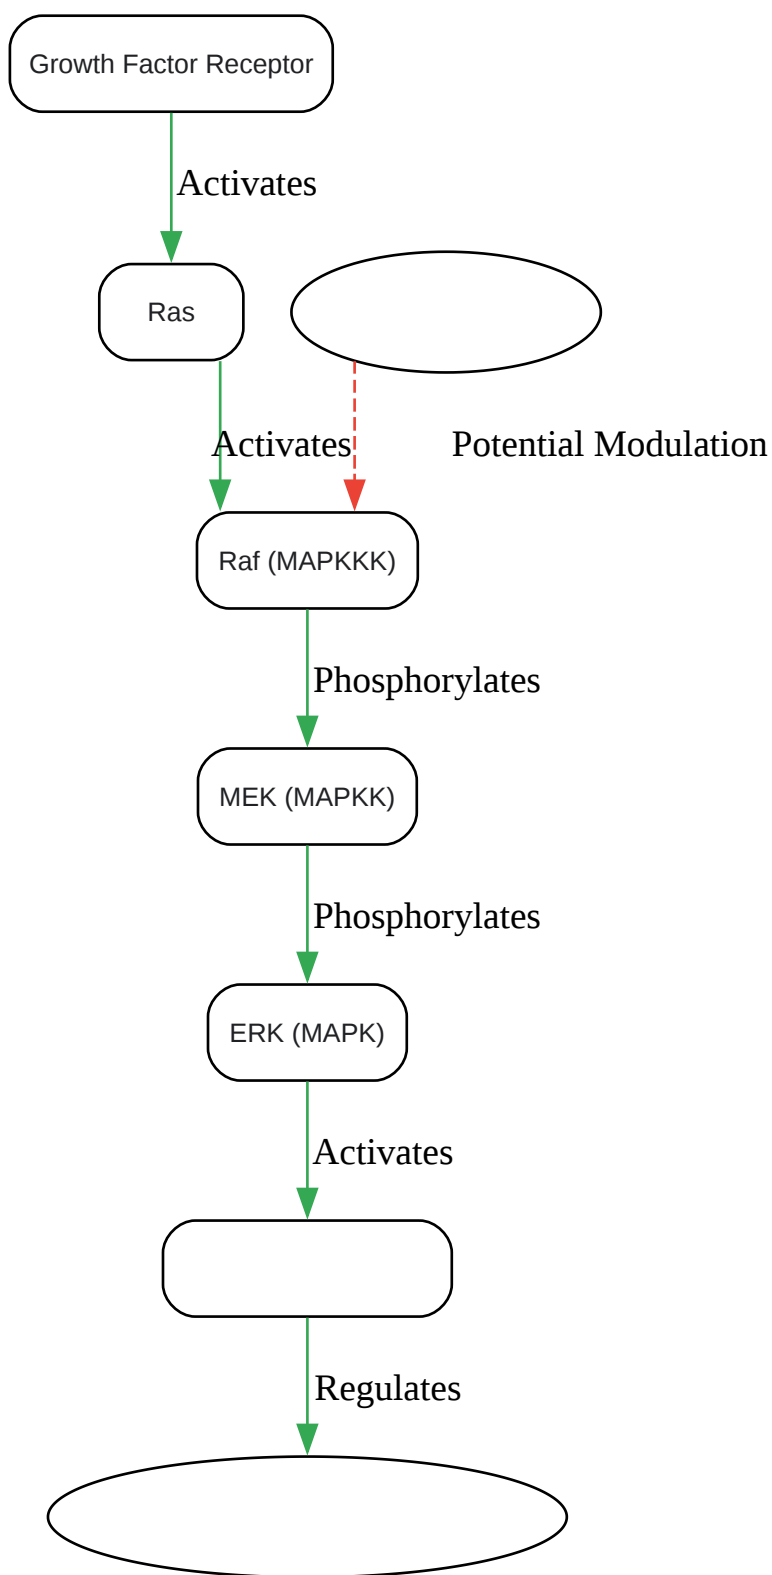 Growth Factor Receptor
Activates
Ras
Activates
Potential Modulation
Raf (MAPKKK)
Phosphorylates
MEK (MAPKK)
Phosphorylates
ERK (MAPK)
Activates
Regulates